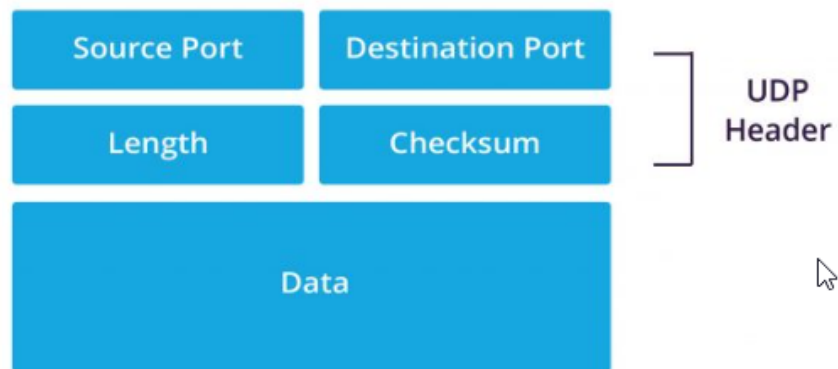 Source Port
Destination Port
Length
Checksum
UDP
Header
Data